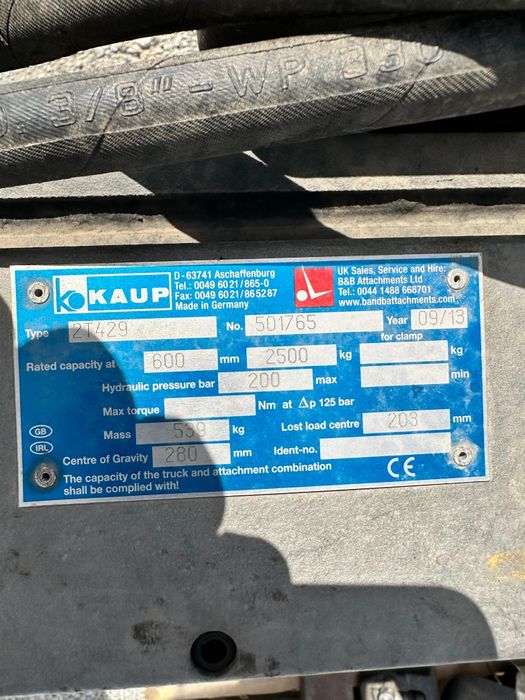 3/8" - WP 330 B
KAUP
D-63741 Aschaffenburg
Tel.: 0049 6021/865-0
Fax: 0049 6021/865287
Made in Germany
UK Sales, Service and Hire:
B&B Attachments Ltd
Tel.: 0044 1488 668701
www.bandbattachments.com
Type 2T429 No. 501765 Year 09/13
for clamp
Rated capacity at 600 mm 2500 kg kg
Hydraulic pressure bar 200 max min
Max torque Nm at Δp 125 bar
GB Mass 539 kg Lost load centre 203 mm
IRL Centre of Gravity 280 mm Ident-no.
The capacity of the truck and attachment combination
shall be complied with!
CE